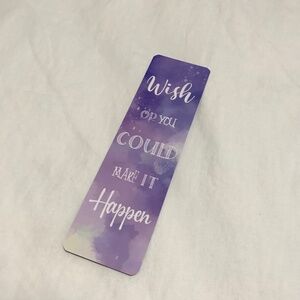 Wish
OR YOU
COULD
MAKE IT
Happen